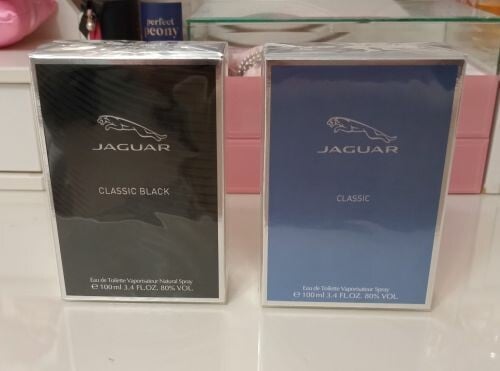 perfect
peony
JAGUAR
CLASSIC BLACK
Eau de Toilette Vaporisateur Natural Spray
℮ 100 ml 3.4 FL.OZ. 80% VOL.
JAGUAR
CLASSIC
Eau de Toilette Vaporisateur Spray
℮ 100 ml 3.4 FL.OZ. 80% VOL.